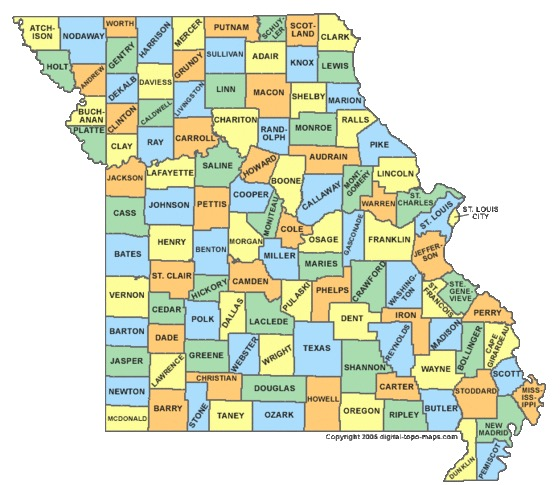 ATCH-
ISON
NODAWAY
WORTH
HARRISON
MERCER
PUTNAM
SCHUY-
LER
SCOT-
LAND
CLARK
GENTRY
SULLIVAN
ADAIR
KNOX
LEWIS
HOLT
ANDREW
DEKALB
DAVIESS
GRUNDY
LIVINGSTON
LINN
MACON
SHELBY
MARION
BUCH-
ANAN
CLINTON
CALDWELL
CHARITON
RAND-
OLPH
MONROE
RALLS
PLATTE
CLAY
RAY
CARROLL
PIKE
SALINE
HOWARD
AUDRAIN
JACKSON
LAFAYETTE
BOONE
CALLAWAY
MONT-
GOMERY
LINCOLN
WARREN
ST.
CHARLES
ST. LOUIS
ST. LOUIS
CITY
CASS
JOHNSON
PETTIS
COOPER
MONITEAU
COLE
OSAGE
GASCONADE
FRANKLIN
JEFFER-
SON
BATES
HENRY
BENTON
MORGAN
MILLER
MARIES
ST. CLAIR
HICKORY
CAMDEN
PULASKI
PHELPS
CRAWFORD
WASHING-
TON
ST.
FRANCOIS
STE.
GENE-
VIEVE
PERRY
VERNON
CEDAR
POLK
DALLAS
LACLEDE
DENT
IRON
MADISON
BOLLINGER
CAPE
GIRARDEAU
BARTON
DADE
GREENE
WEBSTER
WRIGHT
TEXAS
REYNOLDS
WAYNE
SCOTT
JASPER
LAWRENCE
CHRISTIAN
DOUGLAS
SHANNON
CARTER
STODDARD
MISS-
ISS-
IPPI
NEWTON
BARRY
STONE
TANEY
OZARK
HOWELL
OREGON
RIPLEY
BUTLER
NEW
MADRID
MCDONALD
DUNKLIN
PEMISCOT
Copyright 2005 digital-topo-maps.com